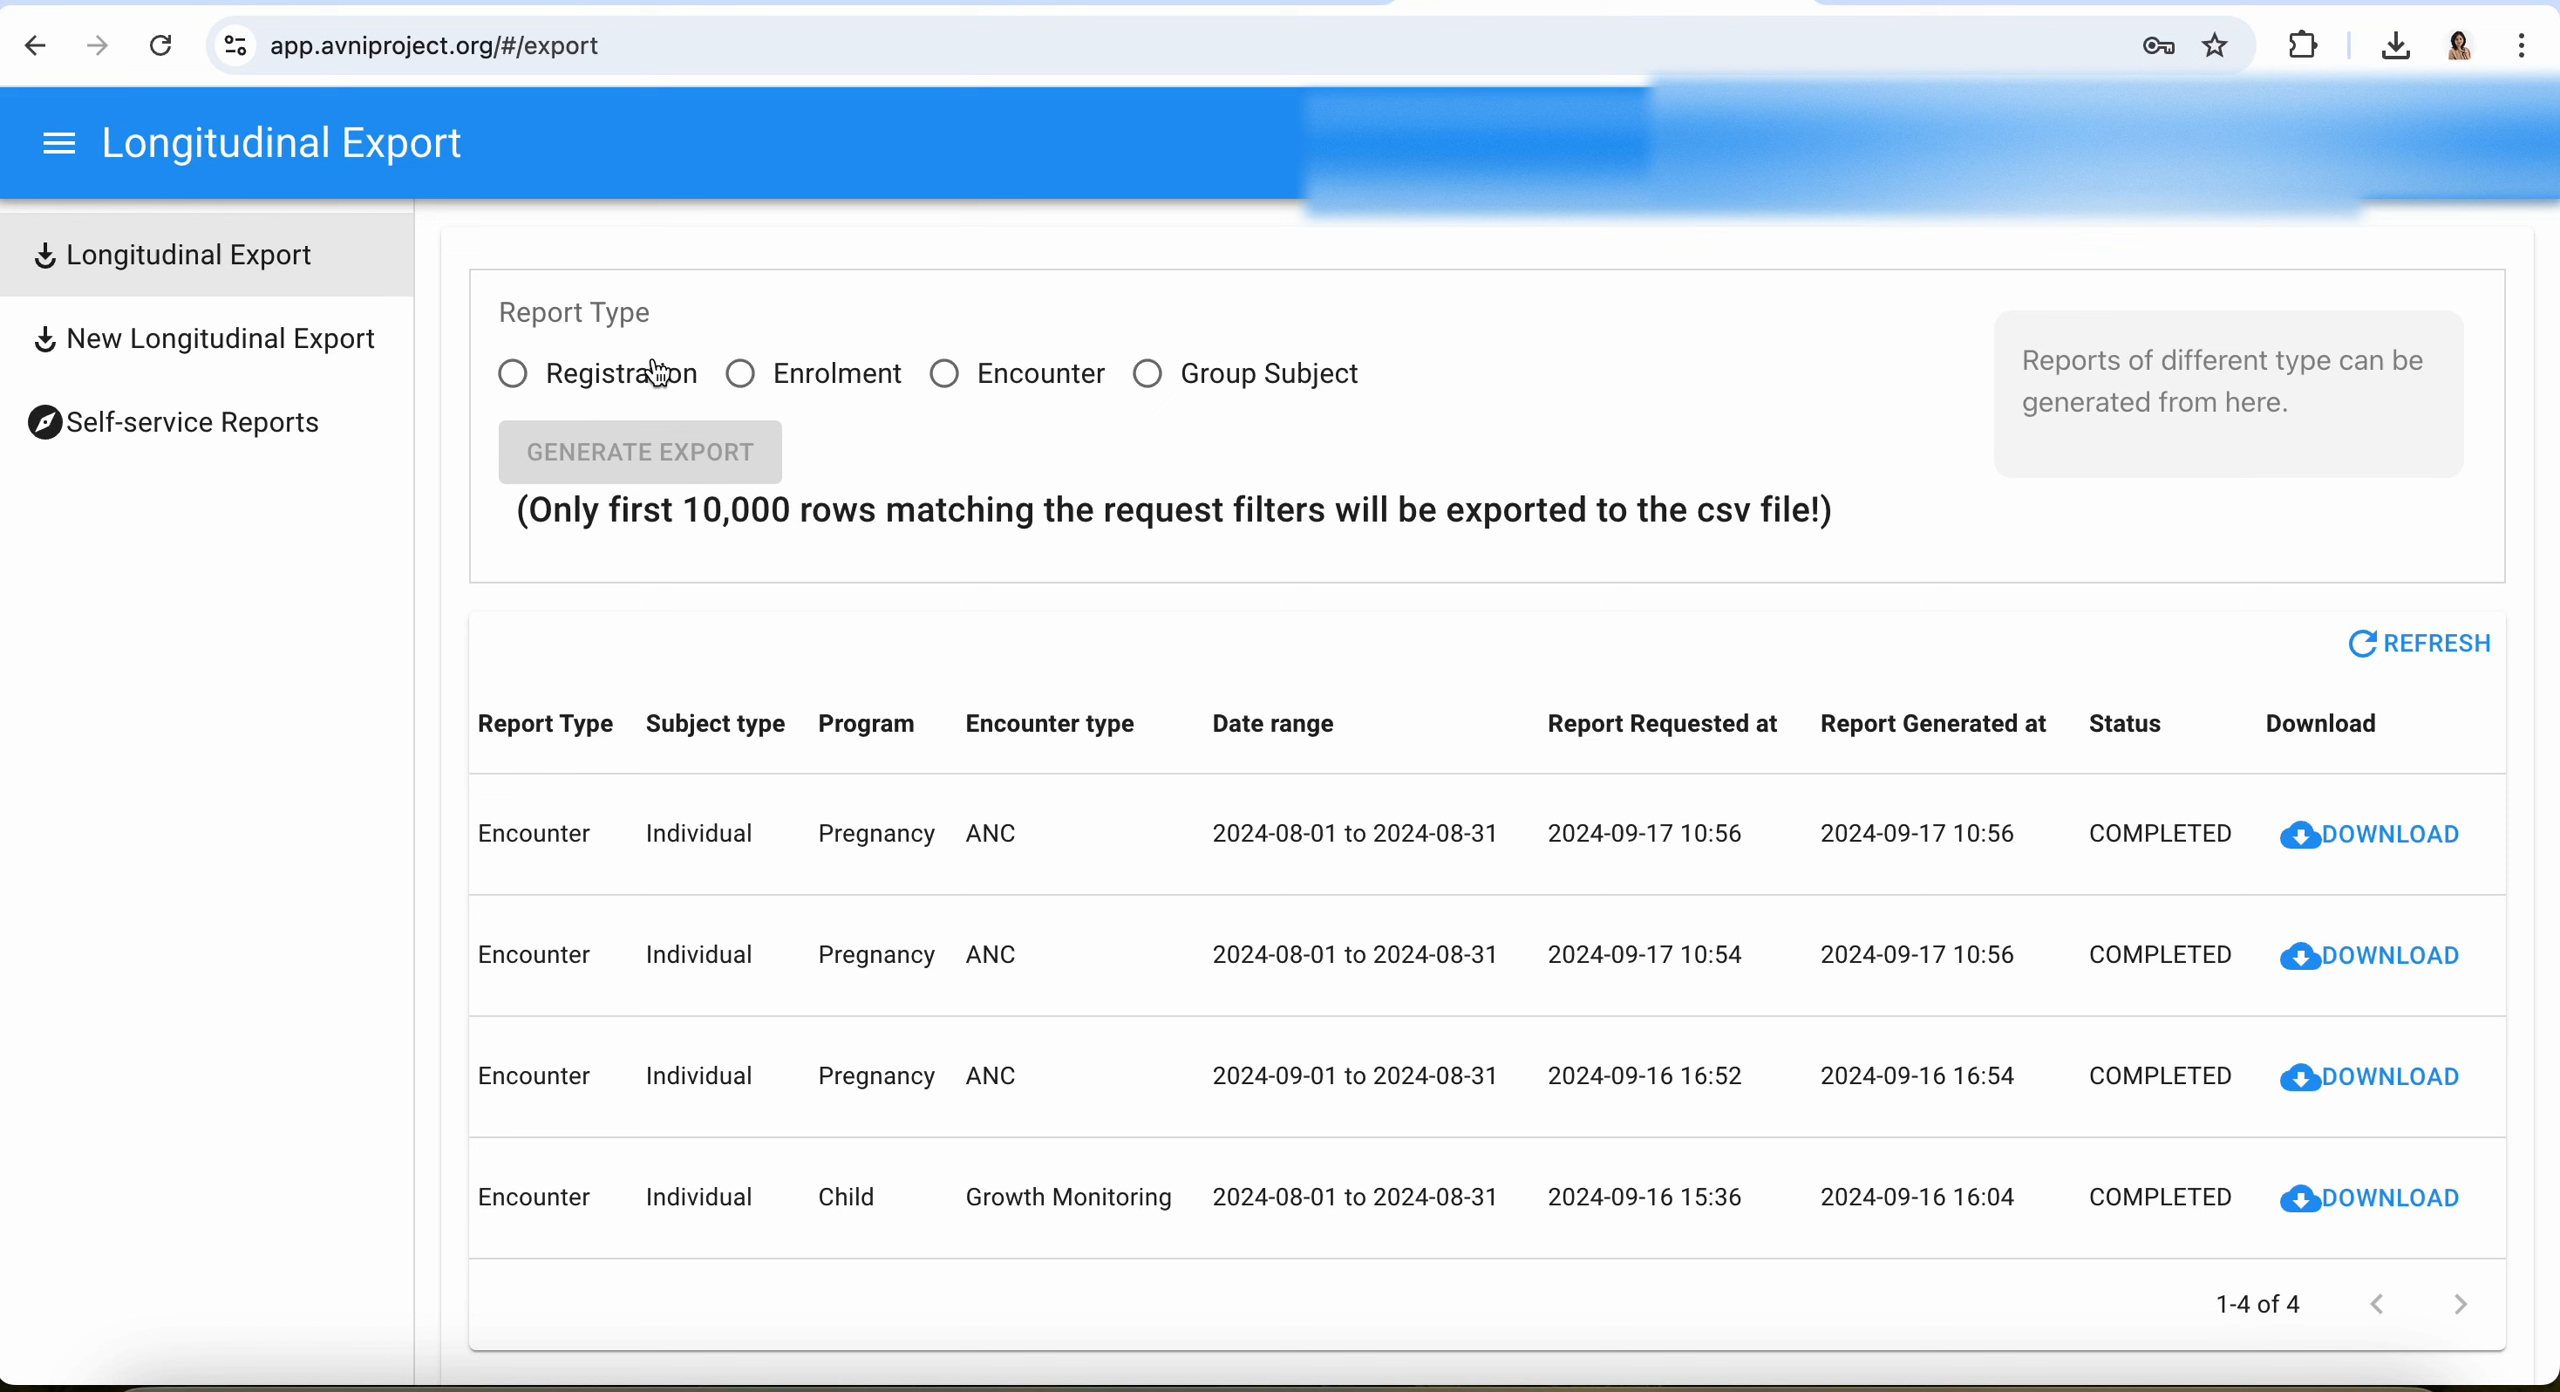 app.avniproject.org/#/export
Longitudinal Export
Longitudinal Export
New Longitudinal Export
Self-service Reports
Report Type
Registration Enrolment Encounter Group Subject
GENERATE EXPORT
(Only first 10,000 rows matching the request filters will be exported to the csv file!)
Reports of different type can be
generated from here.
REFRESH
Report Type Subject type Program Encounter type Date range Report Requested at Report Generated at Status Download
Encounter Individual Pregnancy ANC 2024-08-01 to 2024-08-31 2024-09-17 10:56 2024-09-17 10:56 COMPLETED DOWNLOAD
Encounter Individual Pregnancy ANC 2024-08-01 to 2024-08-31 2024-09-17 10:54 2024-09-17 10:56 COMPLETED DOWNLOAD
Encounter Individual Pregnancy ANC 2024-09-01 to 2024-08-31 2024-09-16 16:52 2024-09-16 16:54 COMPLETED DOWNLOAD
Encounter Individual Child Growth Monitoring 2024-08-01 to 2024-08-31 2024-09-16 15:36 2024-09-16 16:04 COMPLETED DOWNLOAD
1-4 of 4